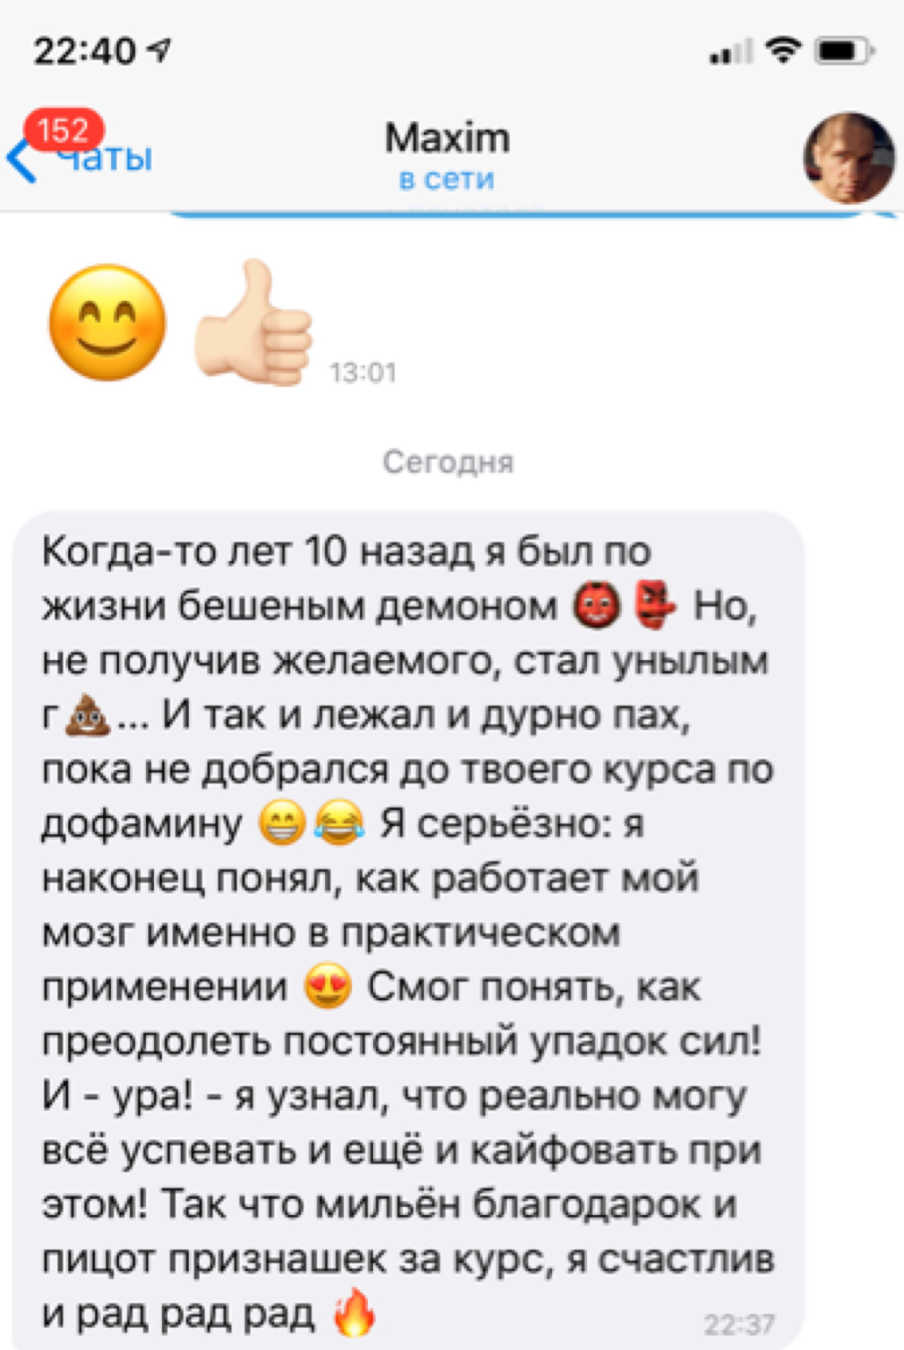 22:40
152
Чаты
Maxim
в сети
😊 👍🏻 13:01
Сегодня
Когда-то лет 10 назад я был по
жизни бешеным демоном 👹 👺 Но,
не получив желаемого, стал унылым
г💩... И так и лежал и дурно пах,
пока не добрался до твоего курса по
дофамину 😁😂 Я серьёзно: я
наконец понял, как работает мой
мозг именно в практическом
применении 😍 Смог понять, как
преодолеть постоянный упадок сил!
И - ура! - я узнал, что реально могу
всё успевать и ещё и кайфовать при
этом! Так что мильён благодарок и
пицот признашек за курс, я счастлив
и рад рад рад 🔥
22:37